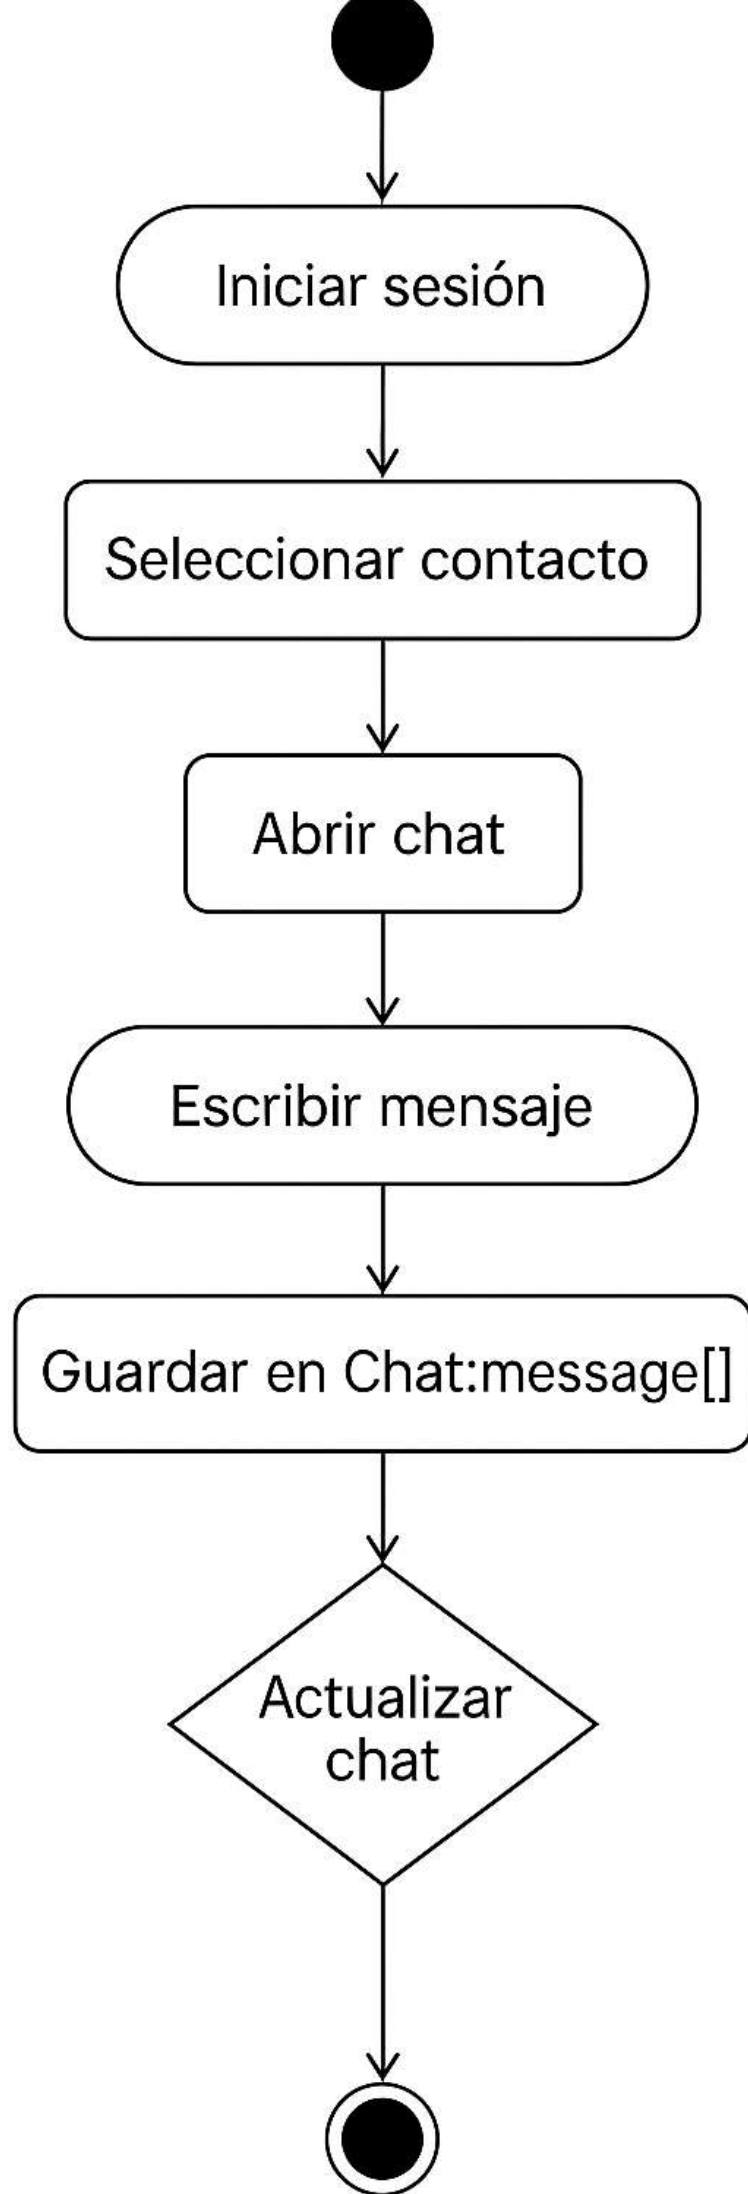 Iniciar sesión
Seleccionar contacto
Abrir chat
Escribir mensaje
Guardar en Chat:message[]
Actualizar
chat